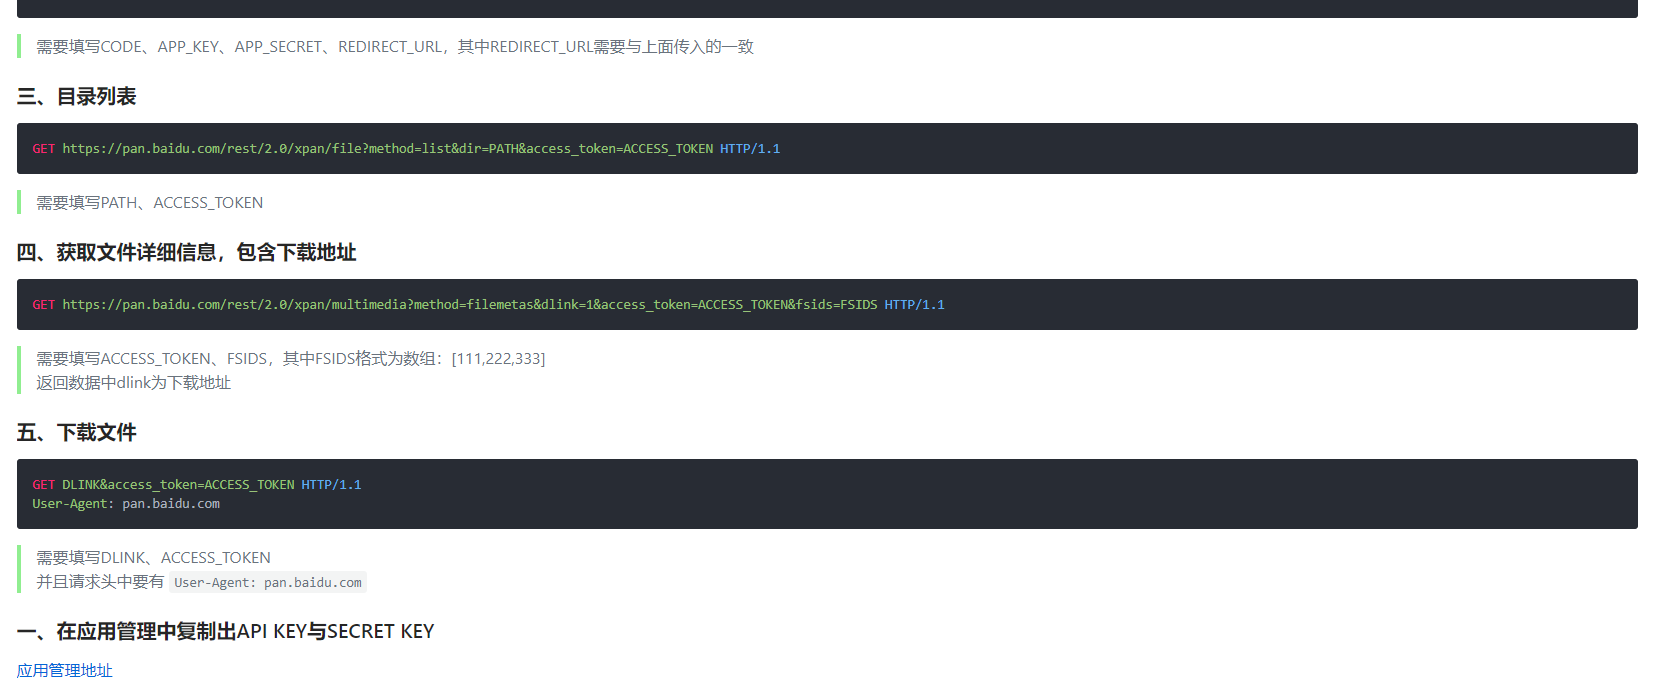 需要填写CODE、APP_KEY、APP_SECRET、REDIRECT_URL，其中REDIRECT_URL需要与上面传入的一致
三、目录列表
GET https://pan.baidu.com/rest/2.0/xpan/file?method=list&dir=PATH&access_token=ACCESS_TOKEN HTTP/1.1
需要填写PATH、ACCESS_TOKEN
四、获取文件详细信息，包含下载地址
GET https://pan.baidu.com/rest/2.0/xpan/multimedia?method=filemetas&dlink=1&access_token=ACCESS_TOKEN&fsids=FSIDS HTTP/1.1
需要填写ACCESS_TOKEN、FSIDS，其中FSIDS格式为数组：[111,222,333]
返回数据中dlink为下载地址
五、下载文件
GET DLINK&access_token=ACCESS_TOKEN HTTP/1.1
User-Agent: pan.baidu.com
需要填写DLINK、ACCESS_TOKEN
并且请求头中要有 User-Agent: pan.baidu.com
一、在应用管理中复制出API KEY与SECRET KEY
应用管理地址